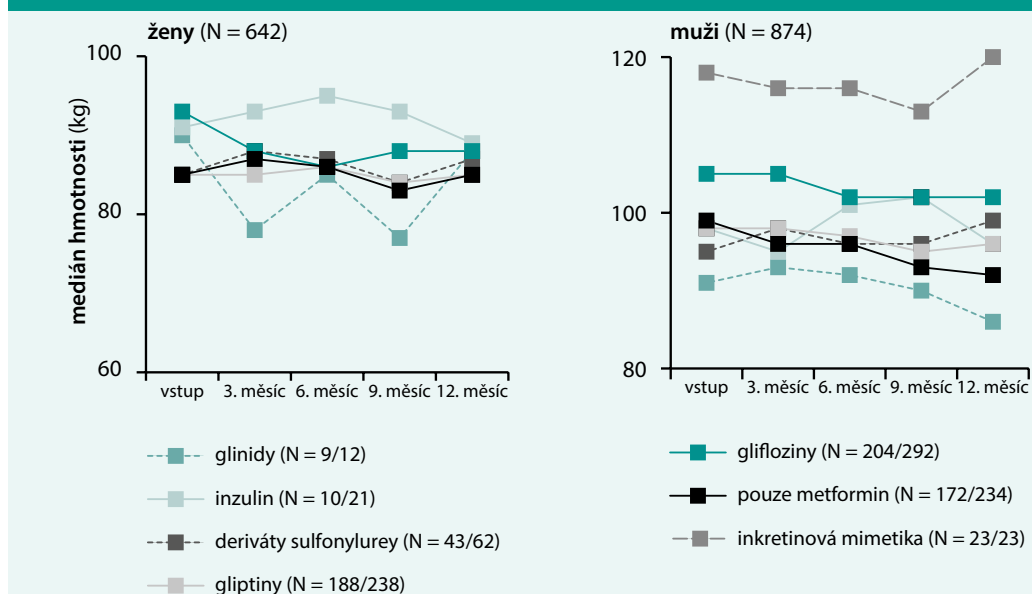 ženy (N = 642)
medián hmotnosti (kg)
100
80
60
vstup 3. měsíc 6. měsíc 9. měsíc 12. měsíc
muži (N = 874)
120
100
80
vstup 3. měsíc 6. měsíc 9. měsíc 12. měsíc
glinidy (N = 9/12)
inzulin (N = 10/21)
deriváty sulfonylurey (N = 43/62)
gliptiny (N = 188/238)
glifloziny (N = 204/292)
pouze metformin (N = 172/234)
inkretinová mimetika (N = 23/23)